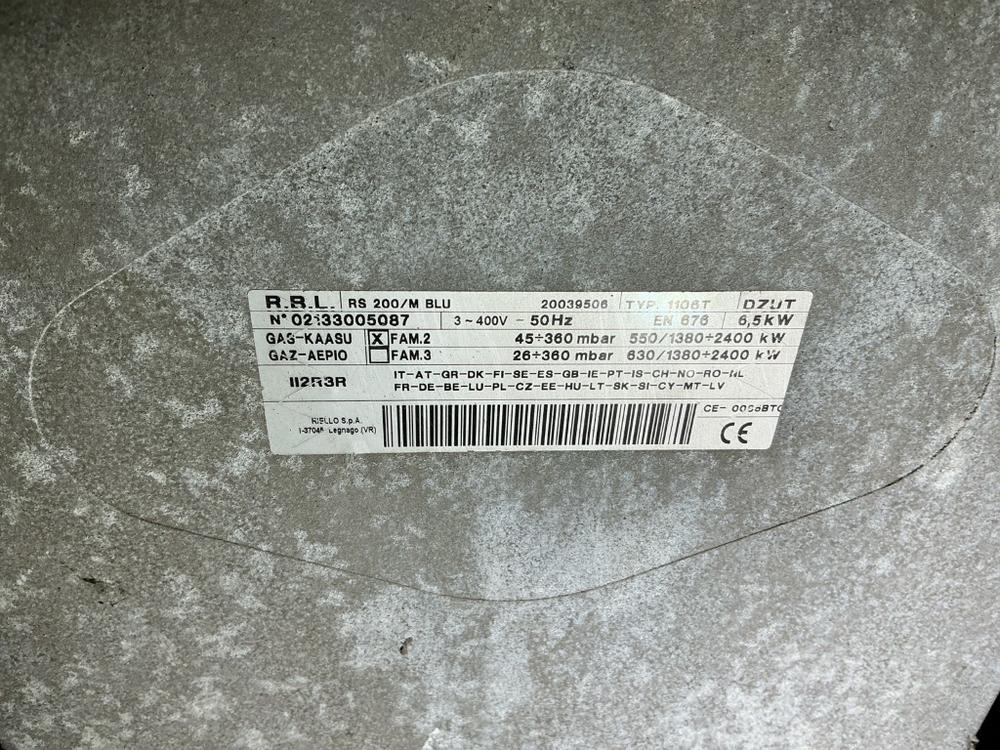 R.B.L. RS 200/M BLU 20039506 TYP. 1106T
N° 02133005087 3 ~ 400V - 50Hz EN 676 6,5kW
GAS-KAASU X FAM.2 45÷360 mbar 550/1380÷2400 kW
GAZ-AEPIO FAM.3 26÷360 mbar 630/1380÷2400 kW
II2R3R IT-AT-GR-DK-FI-SE-ES-GB-IE-PT-IS-CH-NO-RO-NL
FR-DE-BE-LU-PL-CZ-EE-HU-LT-SK-SI-CY-MT-LV
RIELLO S.p.A.
Legnago (VR)
CE-
CE